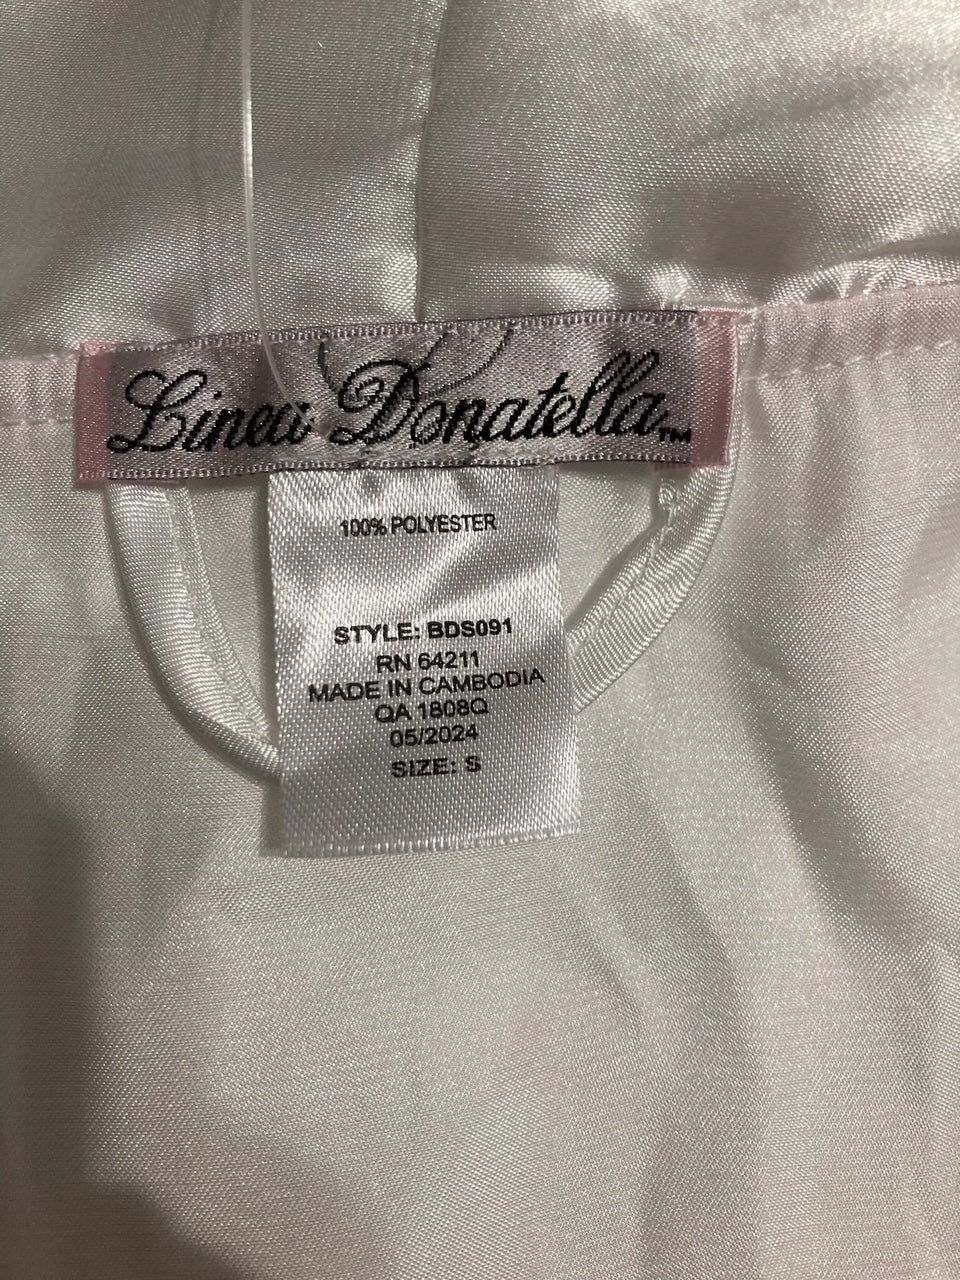 Linea Donatella™
100% POLYESTER
STYLE: BDS091
RN 64211
MADE IN CAMBODIA
QA 1808Q
05/2024
SIZE: S